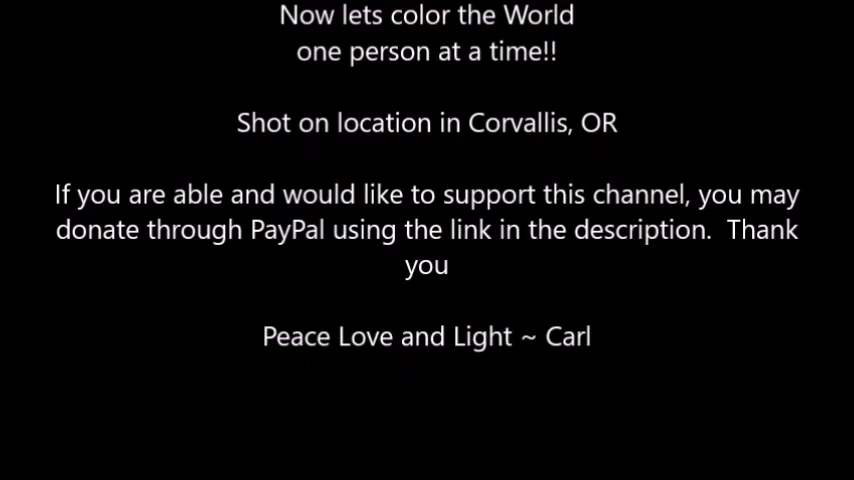 Now lets color the World
one person at a time!!
Shot on location in Corvallis, OR
If you are able and would like to support this channel, you may
donate through PayPal using the link in the description.  Thank
you
Peace Love and Light ~ Carl